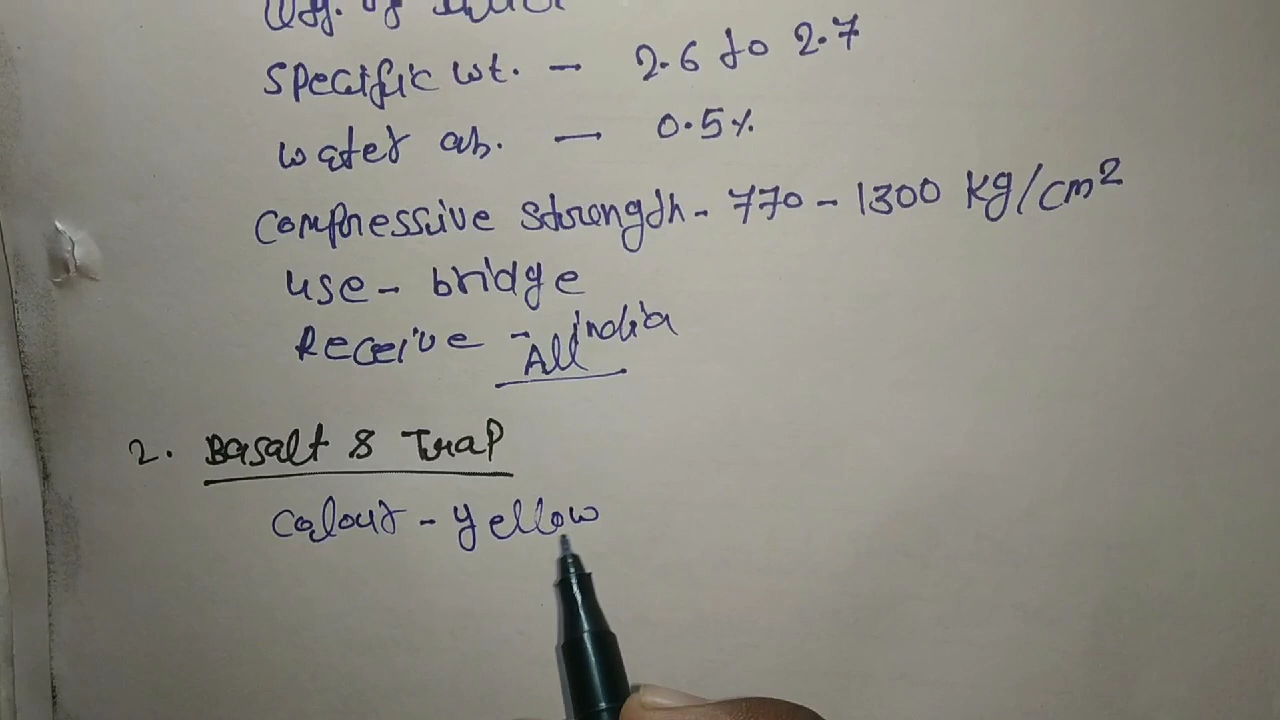 Specific wt. - 2.6 to 2.7
water ab. - 0.5%
Compressive strength - 770 - 1300 kg/cm²
use - bridge
Receive - All india
2. Basalt & Trap
Colour - yellow